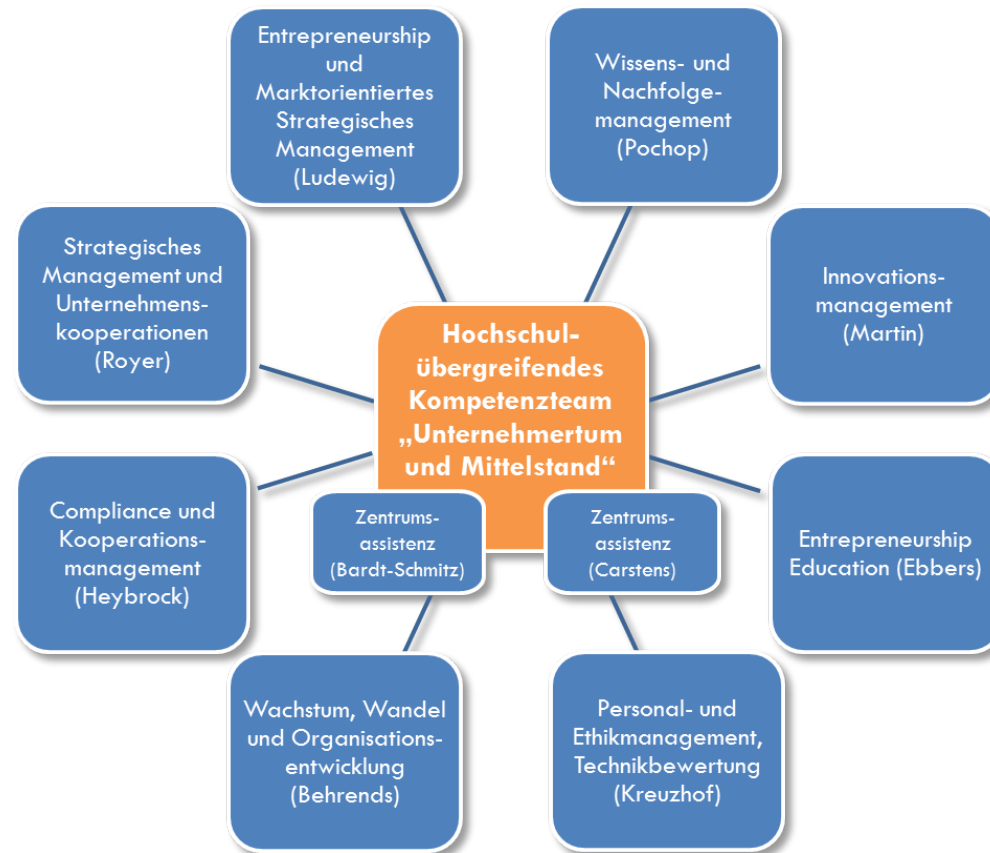 Entrepreneurship
und
Marktorientiertes
Strategisches
Management
(Ludewig)
Wissens- und
Nachfolge-
management
(Pochop)
Strategisches
Management und
Unternehmens-
kooperationen
(Royer)
Innovations-
management
(Martin)
Hochschul-
übergreifendes
Kompetenzteam
„Unternehmertum
und Mittelstand“
Compliance und
Kooperations-
management
(Heybrock)
Zentrums-
assistenz
(Bardt-Schmitz)
Zentrums-
assistenz
(Carstens)
Entrepreneurship
Education (Ebbers)
Wachstum, Wandel
und Organisations-
entwicklung
(Behrends)
Personal- und
Ethikmanagement,
Technikbewertung
(Kreuzhof)